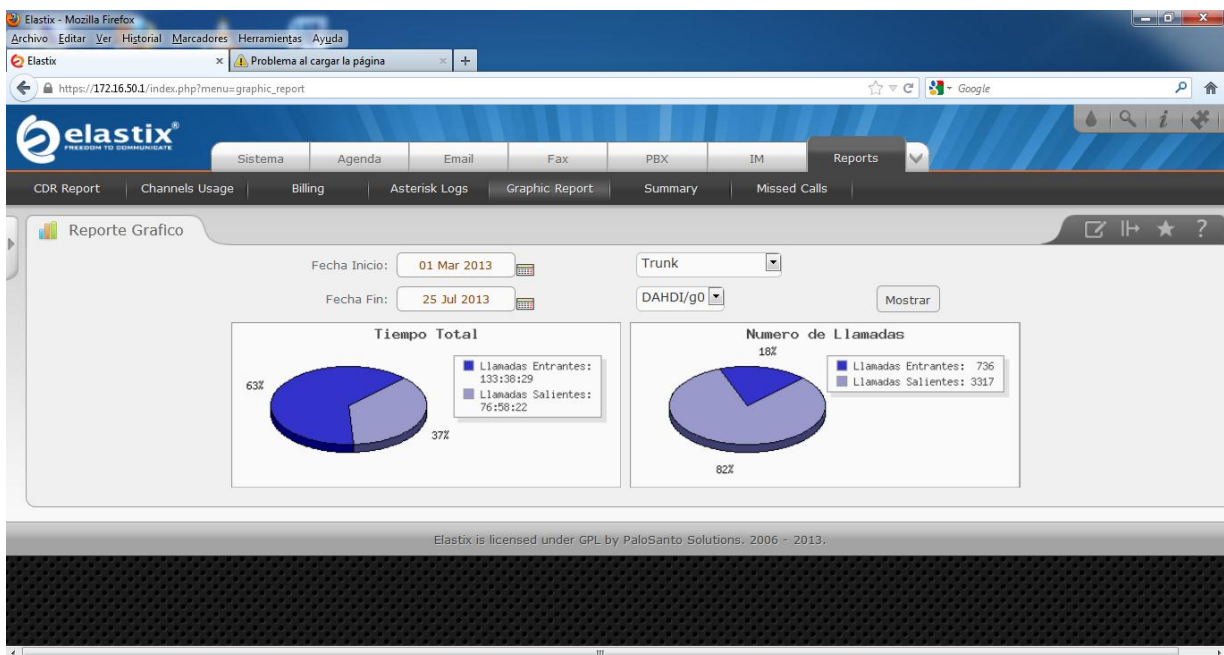 Elastix - Mozilla Firefox
Archivo Editar Ver Historial Marcadores Herramientas Ayuda
Elastix × Problema al cargar la página × +
https://172.16.50.1/index.php?menu=graphic_report Google
elastix®
FREEDOM TO COMMUNICATE
Sistema Agenda Email Fax PBX IM Reports
CDR Report Channels Usage Billing Asterisk Logs Graphic Report Summary Missed Calls
Reporte Grafico
Fecha Inicio: 01 Mar 2013 Trunk
Fecha Fin: 25 Jul 2013 DAHDI/g0 Mostrar
Tiempo Total
63%
37%
Llamadas Entrantes:
133:38:29
Llamadas Salientes:
76:58:22
Numero de Llamadas
18%
82%
Llamadas Entrantes: 736
Llamadas Salientes: 3317
Elastix is licensed under GPL by PaloSanto Solutions. 2006 - 2013.